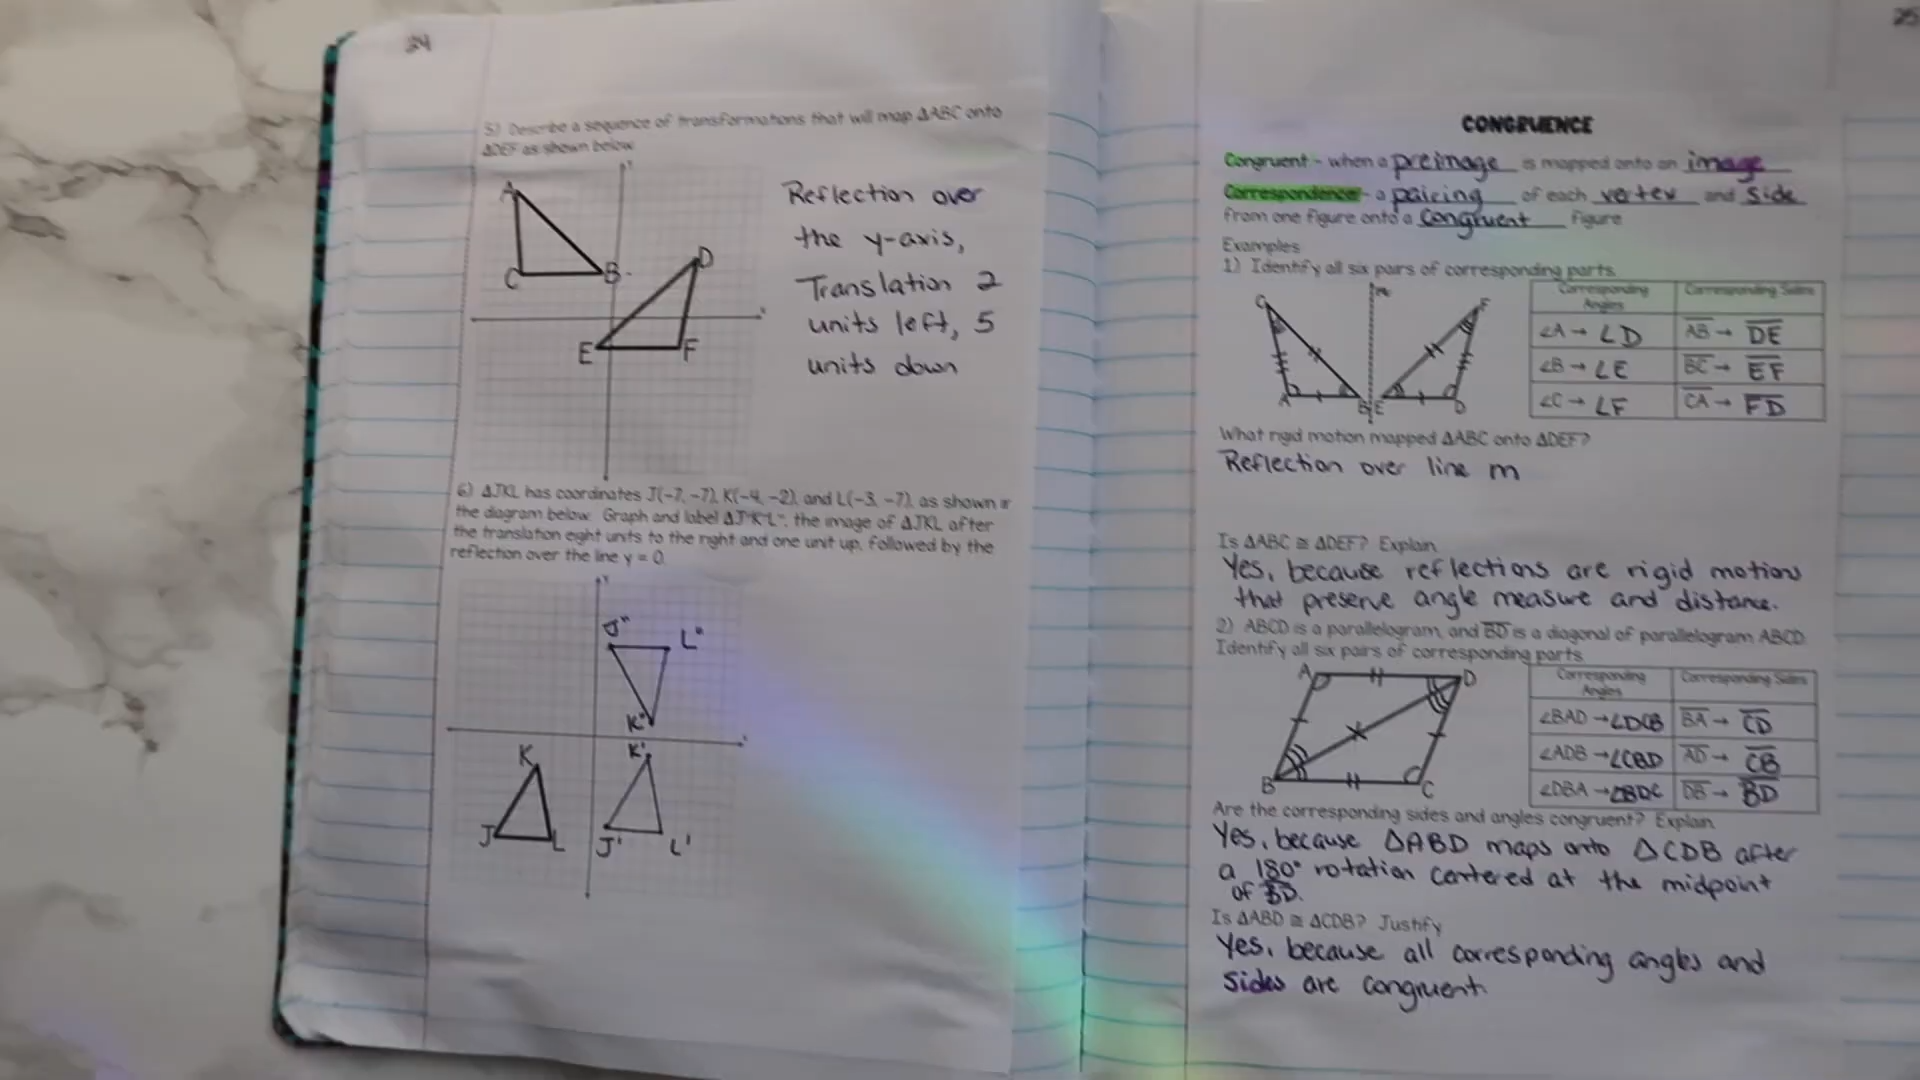 24
5) Describe a sequence of transformations that will map ΔABC onto
ΔDEF as shown below
A
C
B
D
E
F
Reflection over
the y-axis,
Translation 2
units left, 5
units down
6) ΔJKL has coordinates J(-7, -7), K(-4, -2), and L(-3, -7), as shown in
the diagram below. Graph and label ΔJ"K"L", the image of ΔJKL after
the translation eight units to the right and one unit up, followed by the
reflection over the line y = 0.
J"
L"
K"
K
K'
J
L
J'
L'
25
CONGRUENCE
Congruent - when a preimage is mapped onto an image
Correspondence - a pairing of each vertex and side
from one figure onto a congruent figure
Examples
1) Identify all six pairs of corresponding parts.
C
m
F
A
B
E
D
Corresponding Angles
Corresponding Sides
∠A → ∠D
AB → DE
∠B → ∠E
BC → EF
∠C → ∠F
CA → FD
What rigid motion mapped ΔABC onto ΔDEF?
Reflection over line m
Is ΔABC ≅ ΔDEF? Explain
Yes, because reflections are rigid motions
that preserve angle measure and distance.
2) ABCD is a parallelogram, and BD is a diagonal of parallelogram ABCD.
Identify all six pairs of corresponding parts
A
D
B
C
Corresponding Angles
Corresponding Sides
∠BAD → ∠DCB
BA → CD
∠ADB → ∠CBD
AD → CB
∠DBA → ∠BDC
DB → BD
Are the corresponding sides and angles congruent? Explain.
Yes, because ΔABD maps onto ΔCDB after
a 180° rotation centered at the midpoint
of BD.
Is ΔABD ≅ ΔCDB? Justify
Yes, because all corresponding angles and
sides are congruent.